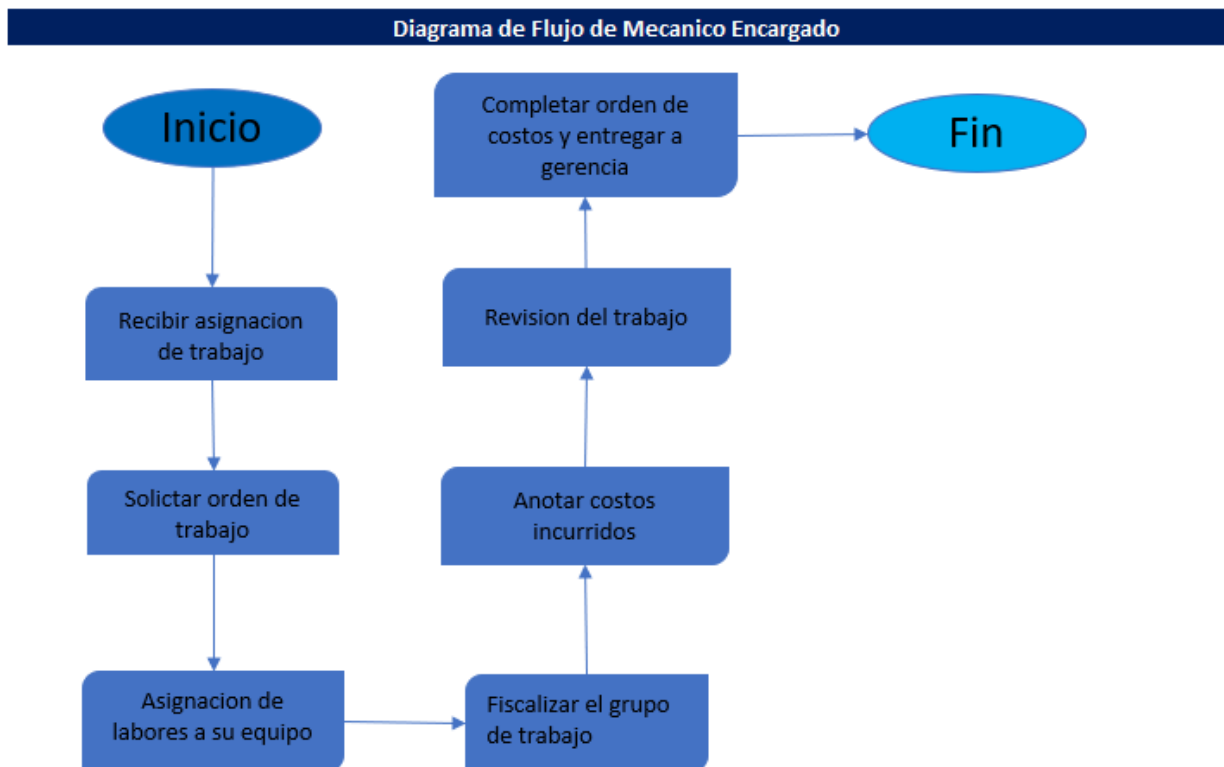 Diagrama de Flujo de Mecanico Encargado
Inicio
Recibir asignacion
de trabajo
Solictar orden de
trabajo
Asignacion de
labores a su equipo
Fiscalizar el grupo
de trabajo
Anotar costos
incurridos
Revision del trabajo
Completar orden de
costos y entregar a
gerencia
Fin